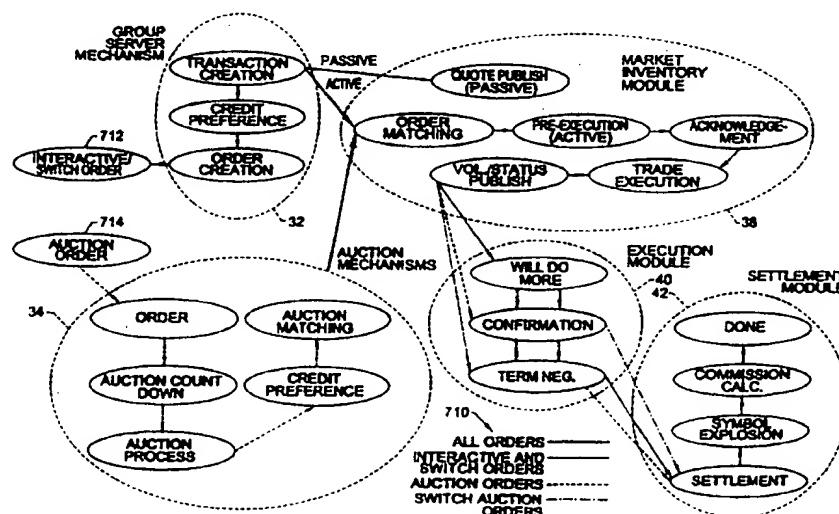 GROUP
SERVER
MECHANISM
TRANSACTION
CREATION
CREDIT
PREFERENCE
ORDER
CREATION
712
INTERACTIVE/
SWITCH ORDER
32
PASSIVE
ACTIVE
QUOTE PUBLISH
(PASSIVE)
MARKET
INVENTORY
MODULE
ORDER
MATCHING
PRE-EXECUTION
(ACTIVE)
ACKNOWLEDGE-
MENT
VOL./STATUS
PUBLISH
TRADE
EXECUTION
38
714
AUCTION
ORDER
AUCTION
MECHANISMS
34
ORDER
AUCTION
MATCHING
AUCTION COUNT
DOWN
CREDIT
PREFERENCE
AUCTION
PROCESS
EXECUTION
MODULE
40
WILL DO
MORE
CONFIRMATION
TERM NEG.
SETTLEMENT
MODULE
42
DONE
COMMISSION
CALC.
SYMBOL
EXPLOSION
SETTLEMENT
710
ALL ORDERS
INTERACTIVE AND
SWITCH ORDERS
AUCTION ORDERS
SWITCH AUCTION
ORDERS